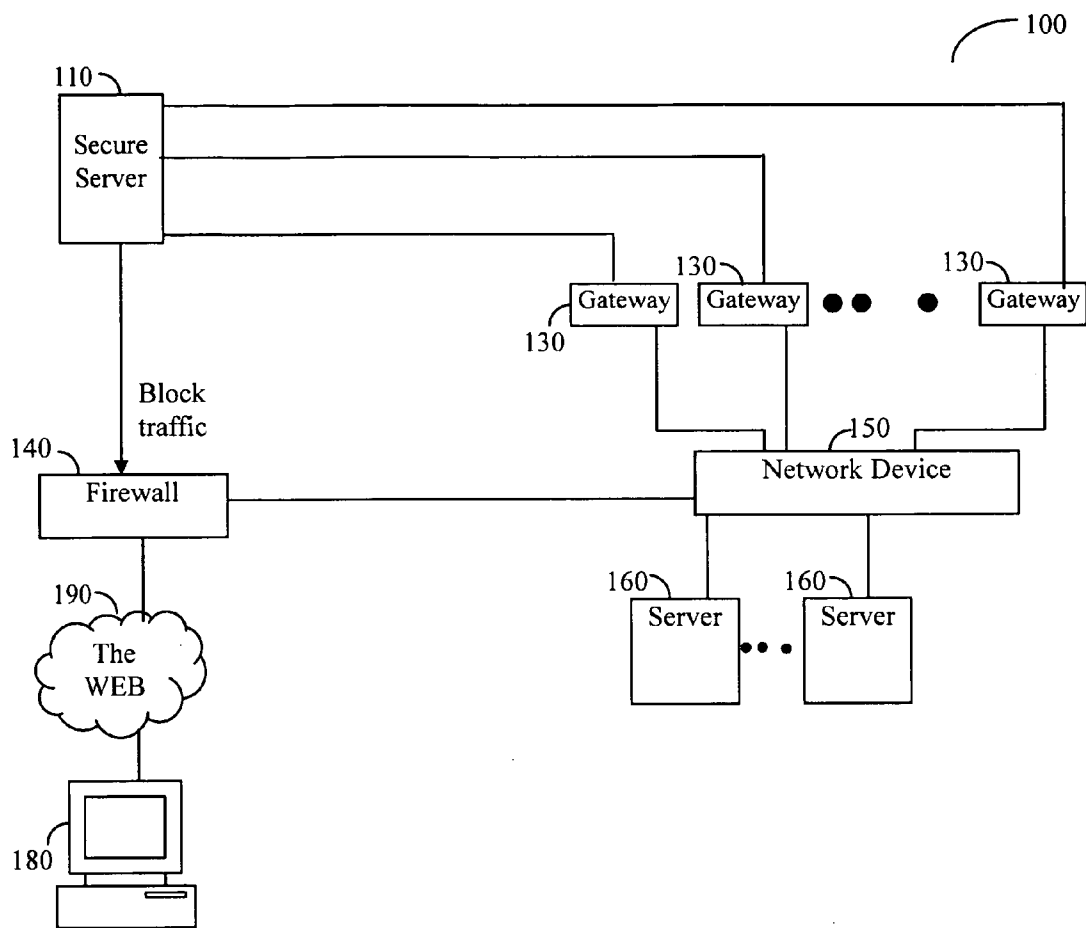 100
110
Secure
Server
130
130
Gateway
Gateway
Gateway
130
Block
traffic
140
150
Firewall
Network Device
190
160
160
Server
Server
The
WEB
180